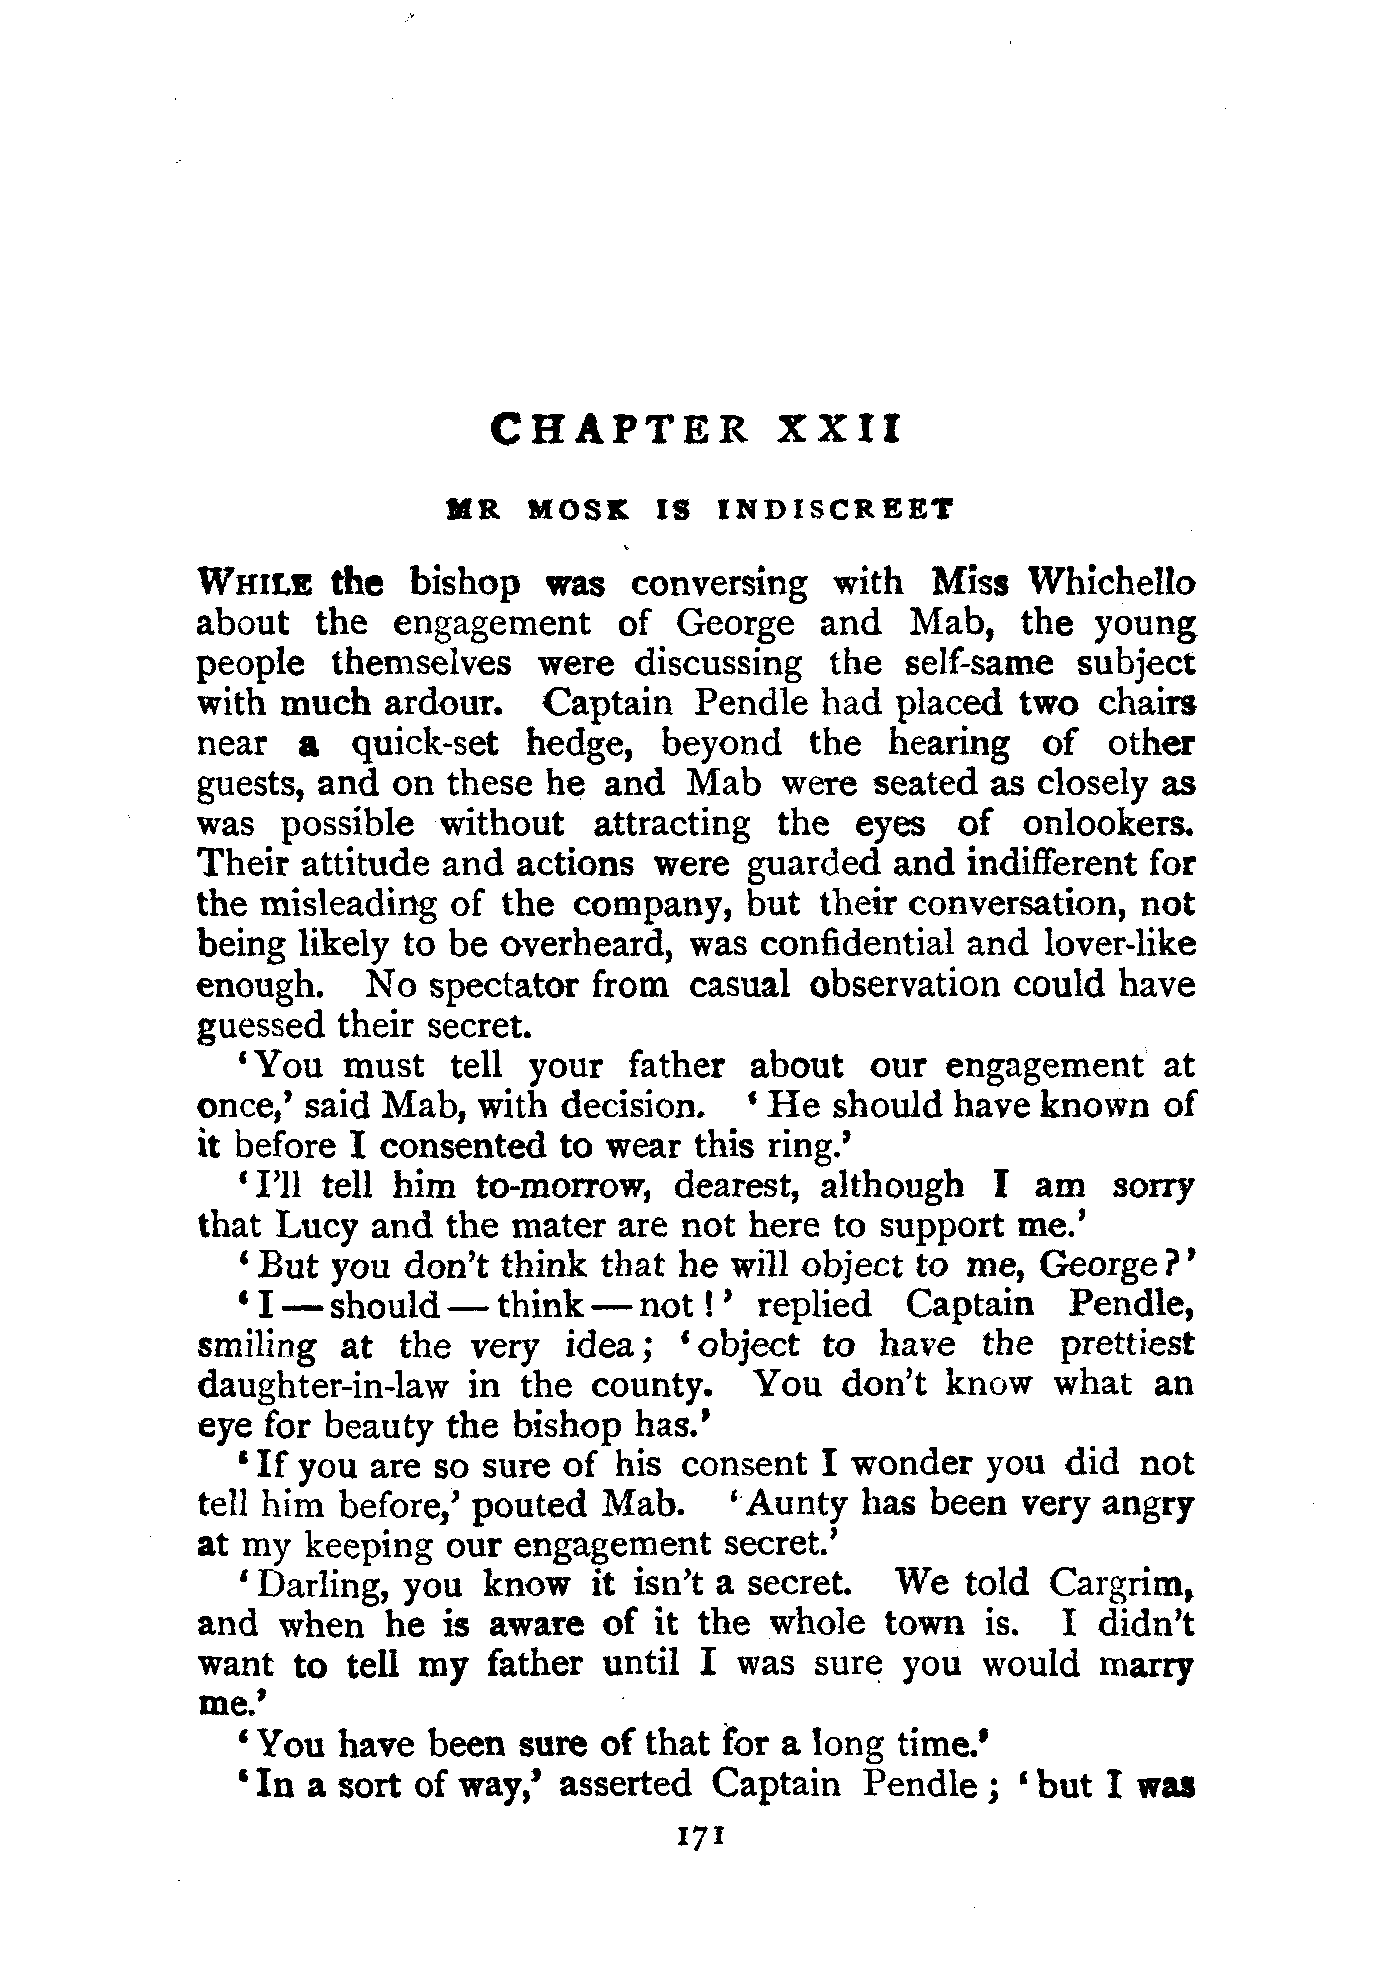 CHAPTER XXII
MR MOSK IS INDISCREET
WHILE the bishop was conversing with Miss Whichello
about the engagement of George and Mab, the young
people themselves were discussing the self-same subject
with much ardour. Captain Pendle had placed two chairs
near a quick-set hedge, beyond the hearing of other
guests, and on these he and Mab were seated as closely as
was possible without attracting the eyes of onlookers.
Their attitude and actions were guarded and indifferent for
the misleading of the company, but their conversation, not
being likely to be overheard, was confidential and lover-like
enough. No spectator from casual observation could have
guessed their secret.
‘You must tell your father about our engagement at
once,’ said Mab, with decision. ‘He should have known of
it before I consented to wear this ring.’
‘I’ll tell him to-morrow, dearest, although I am sorry
that Lucy and the mater are not here to support me.’
‘But you don’t think that he will object to me, George?’
‘I—should—think—not!’ replied Captain Pendle,
smiling at the very idea; ‘object to have the prettiest
daughter-in-law in the county. You don’t know what an
eye for beauty the bishop has.’
‘If you are so sure of his consent I wonder you did not
tell him before,’ pouted Mab. ‘Aunty has been very angry
at my keeping our engagement secret.’
‘Darling, you know it isn’t a secret. We told Cargrim,
and when he is aware of it the whole town is. I didn’t
want to tell my father until I was sure you would marry
me.’
‘You have been sure of that for a long time.’
‘In a sort of way,’ asserted Captain Pendle; ‘but I was
171